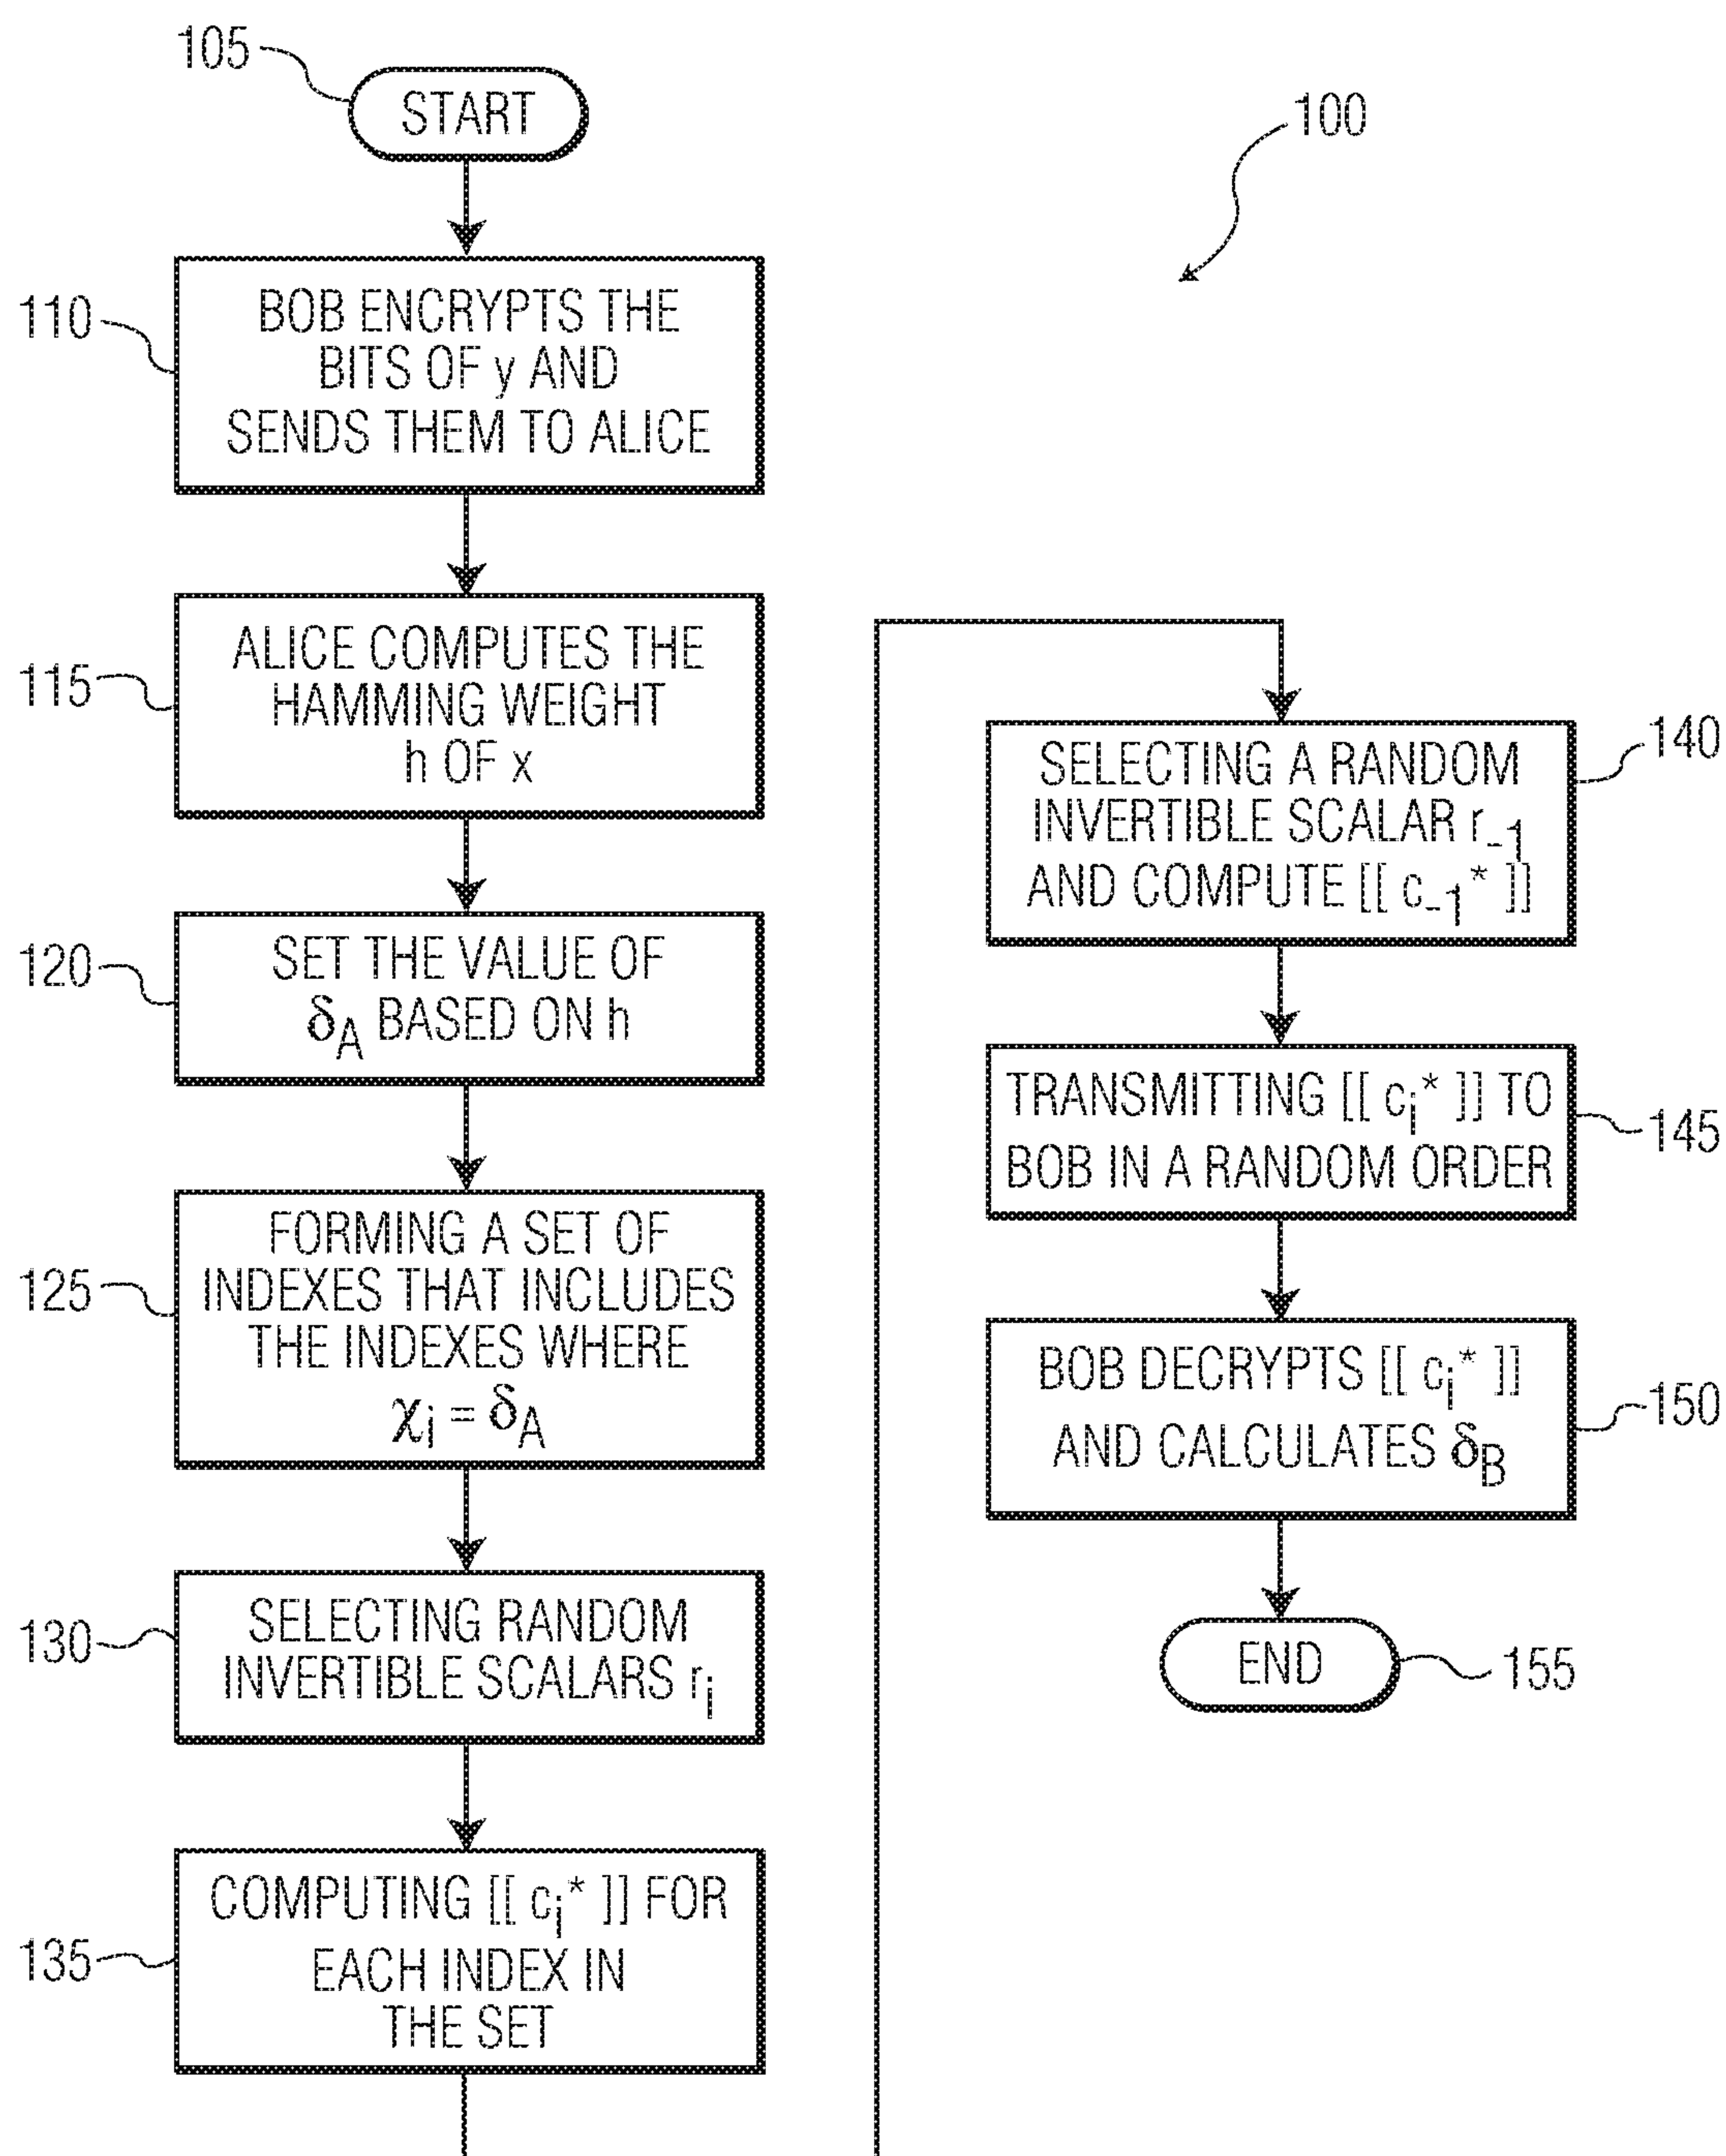 105
START
100
110
BOB ENCRYPTS THE
BITS OF y AND
SENDS THEM TO ALICE
115
ALICE COMPUTES THE
HAMMING WEIGHT
h OF x
120
SET THE VALUE OF
δA BASED ON h
125
FORMING A SET OF
INDEXES THAT INCLUDES
THE INDEXES WHERE
χi = δA
130
SELECTING RANDOM
INVERTIBLE SCALARS ri
135
COMPUTING [[ ci* ]] FOR
EACH INDEX IN
THE SET
140
SELECTING A RANDOM
INVERTIBLE SCALAR r-1
AND COMPUTE [[ c-1* ]]
145
TRANSMITTING [[ ci* ]] TO
BOB IN A RANDOM ORDER
150
BOB DECRYPTS [[ ci* ]]
AND CALCULATES δB
END
155